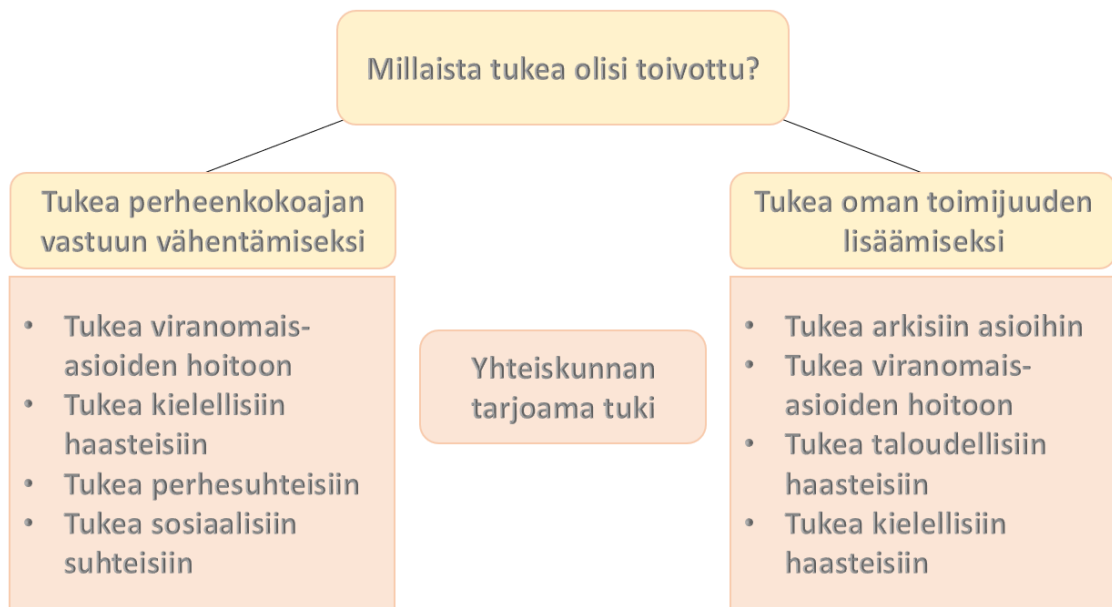 Millaista tukea olisi toivottu?
Tukea perheenkokoajan
vastuun vähentämiseksi
• Tukea viranomais-
asioiden hoitoon
• Tukea kielellisiin
haasteisiin
• Tukea perhesuhteisiin
• Tukea sosiaalisiin
suhteisiin
Yhteiskunnan
tarjoama tuki
Tukea oman toimijuuden
lisäämiseksi
• Tukea arkisiin asioihin
• Tukea viranomais-
asioiden hoitoon
• Tukea taloudellisiin
haasteisiin
• Tukea kielellisiin
haasteisiin